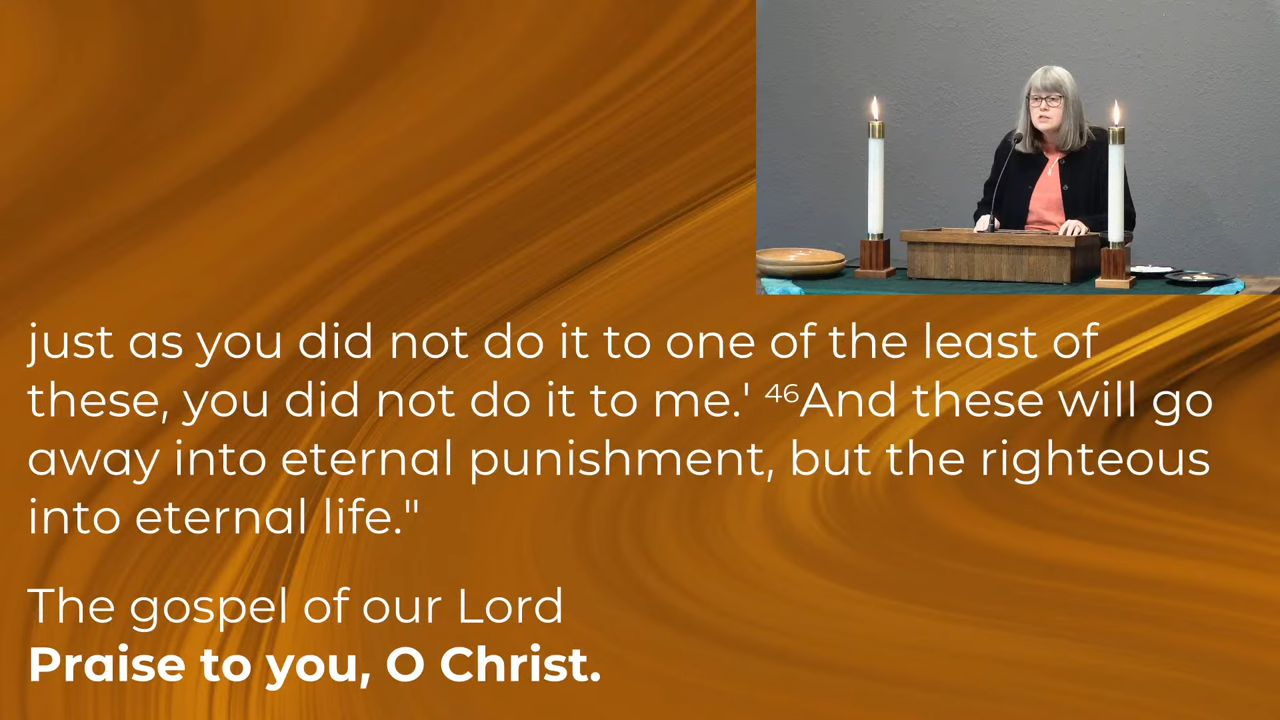 just as you did not do it to one of the least of
these, you did not do it to me.' ⁴⁶And these will go
away into eternal punishment, but the righteous
into eternal life."
The gospel of our Lord
Praise to you, O Christ.